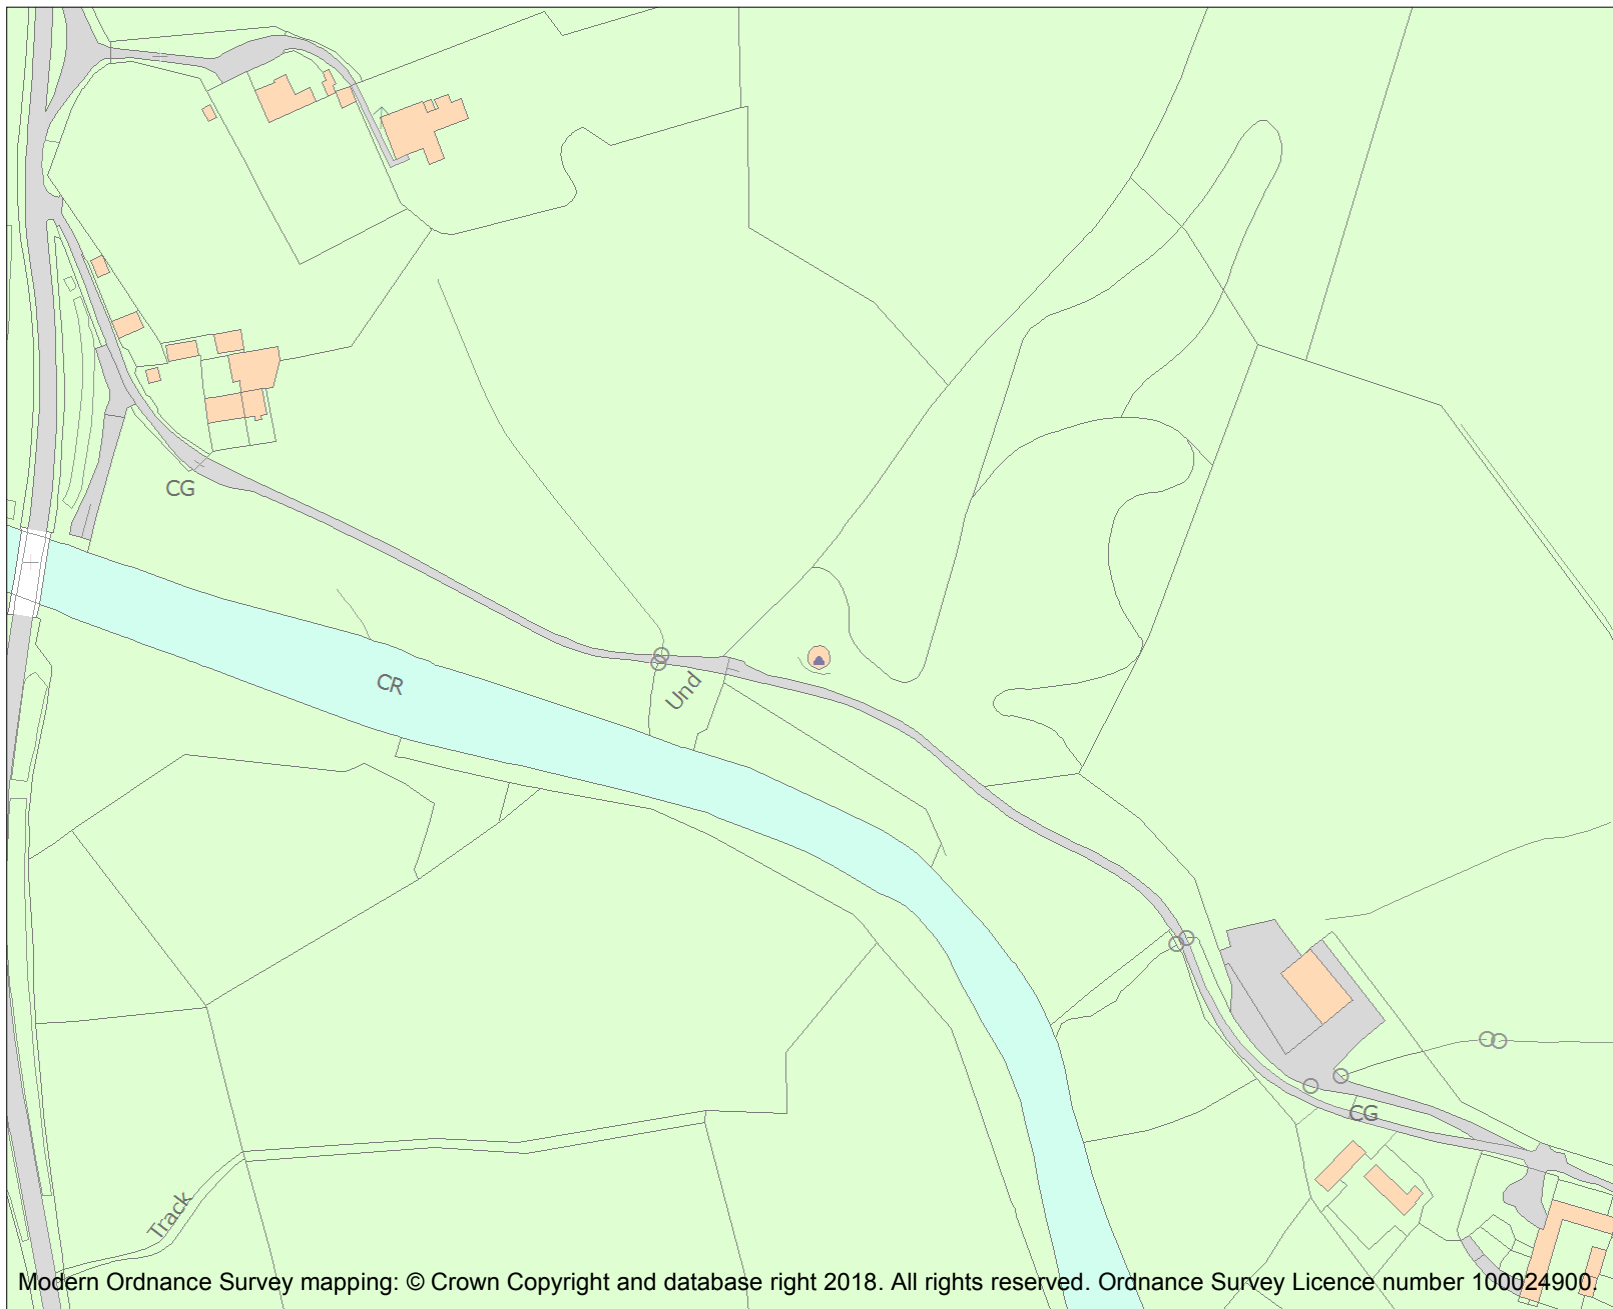 CG
CR
Und
CG
Track
Modern Ordnance Survey mapping: © Crown Copyright and database right 2018. All rights reserved. Ordnance Survey Licence number 100024900.